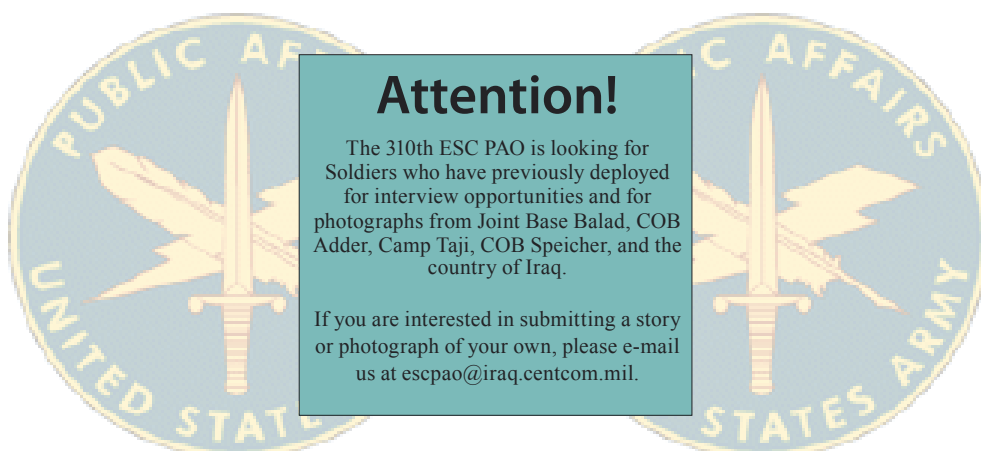 PUBLIC AF
UNITED STAT
Attention!
The 310th ESC PAO is looking for
Soldiers who have previously deployed
for interview opportunities and for
photographs from Joint Base Balad, COB
Adder, Camp Taji, COB Speicher, and the
country of Iraq.
If you are interested in submitting a story
or photograph of your own, please e-mail
us at escpao@iraq.centcom.mil.
IC AFFAIRS
STATES ARMY